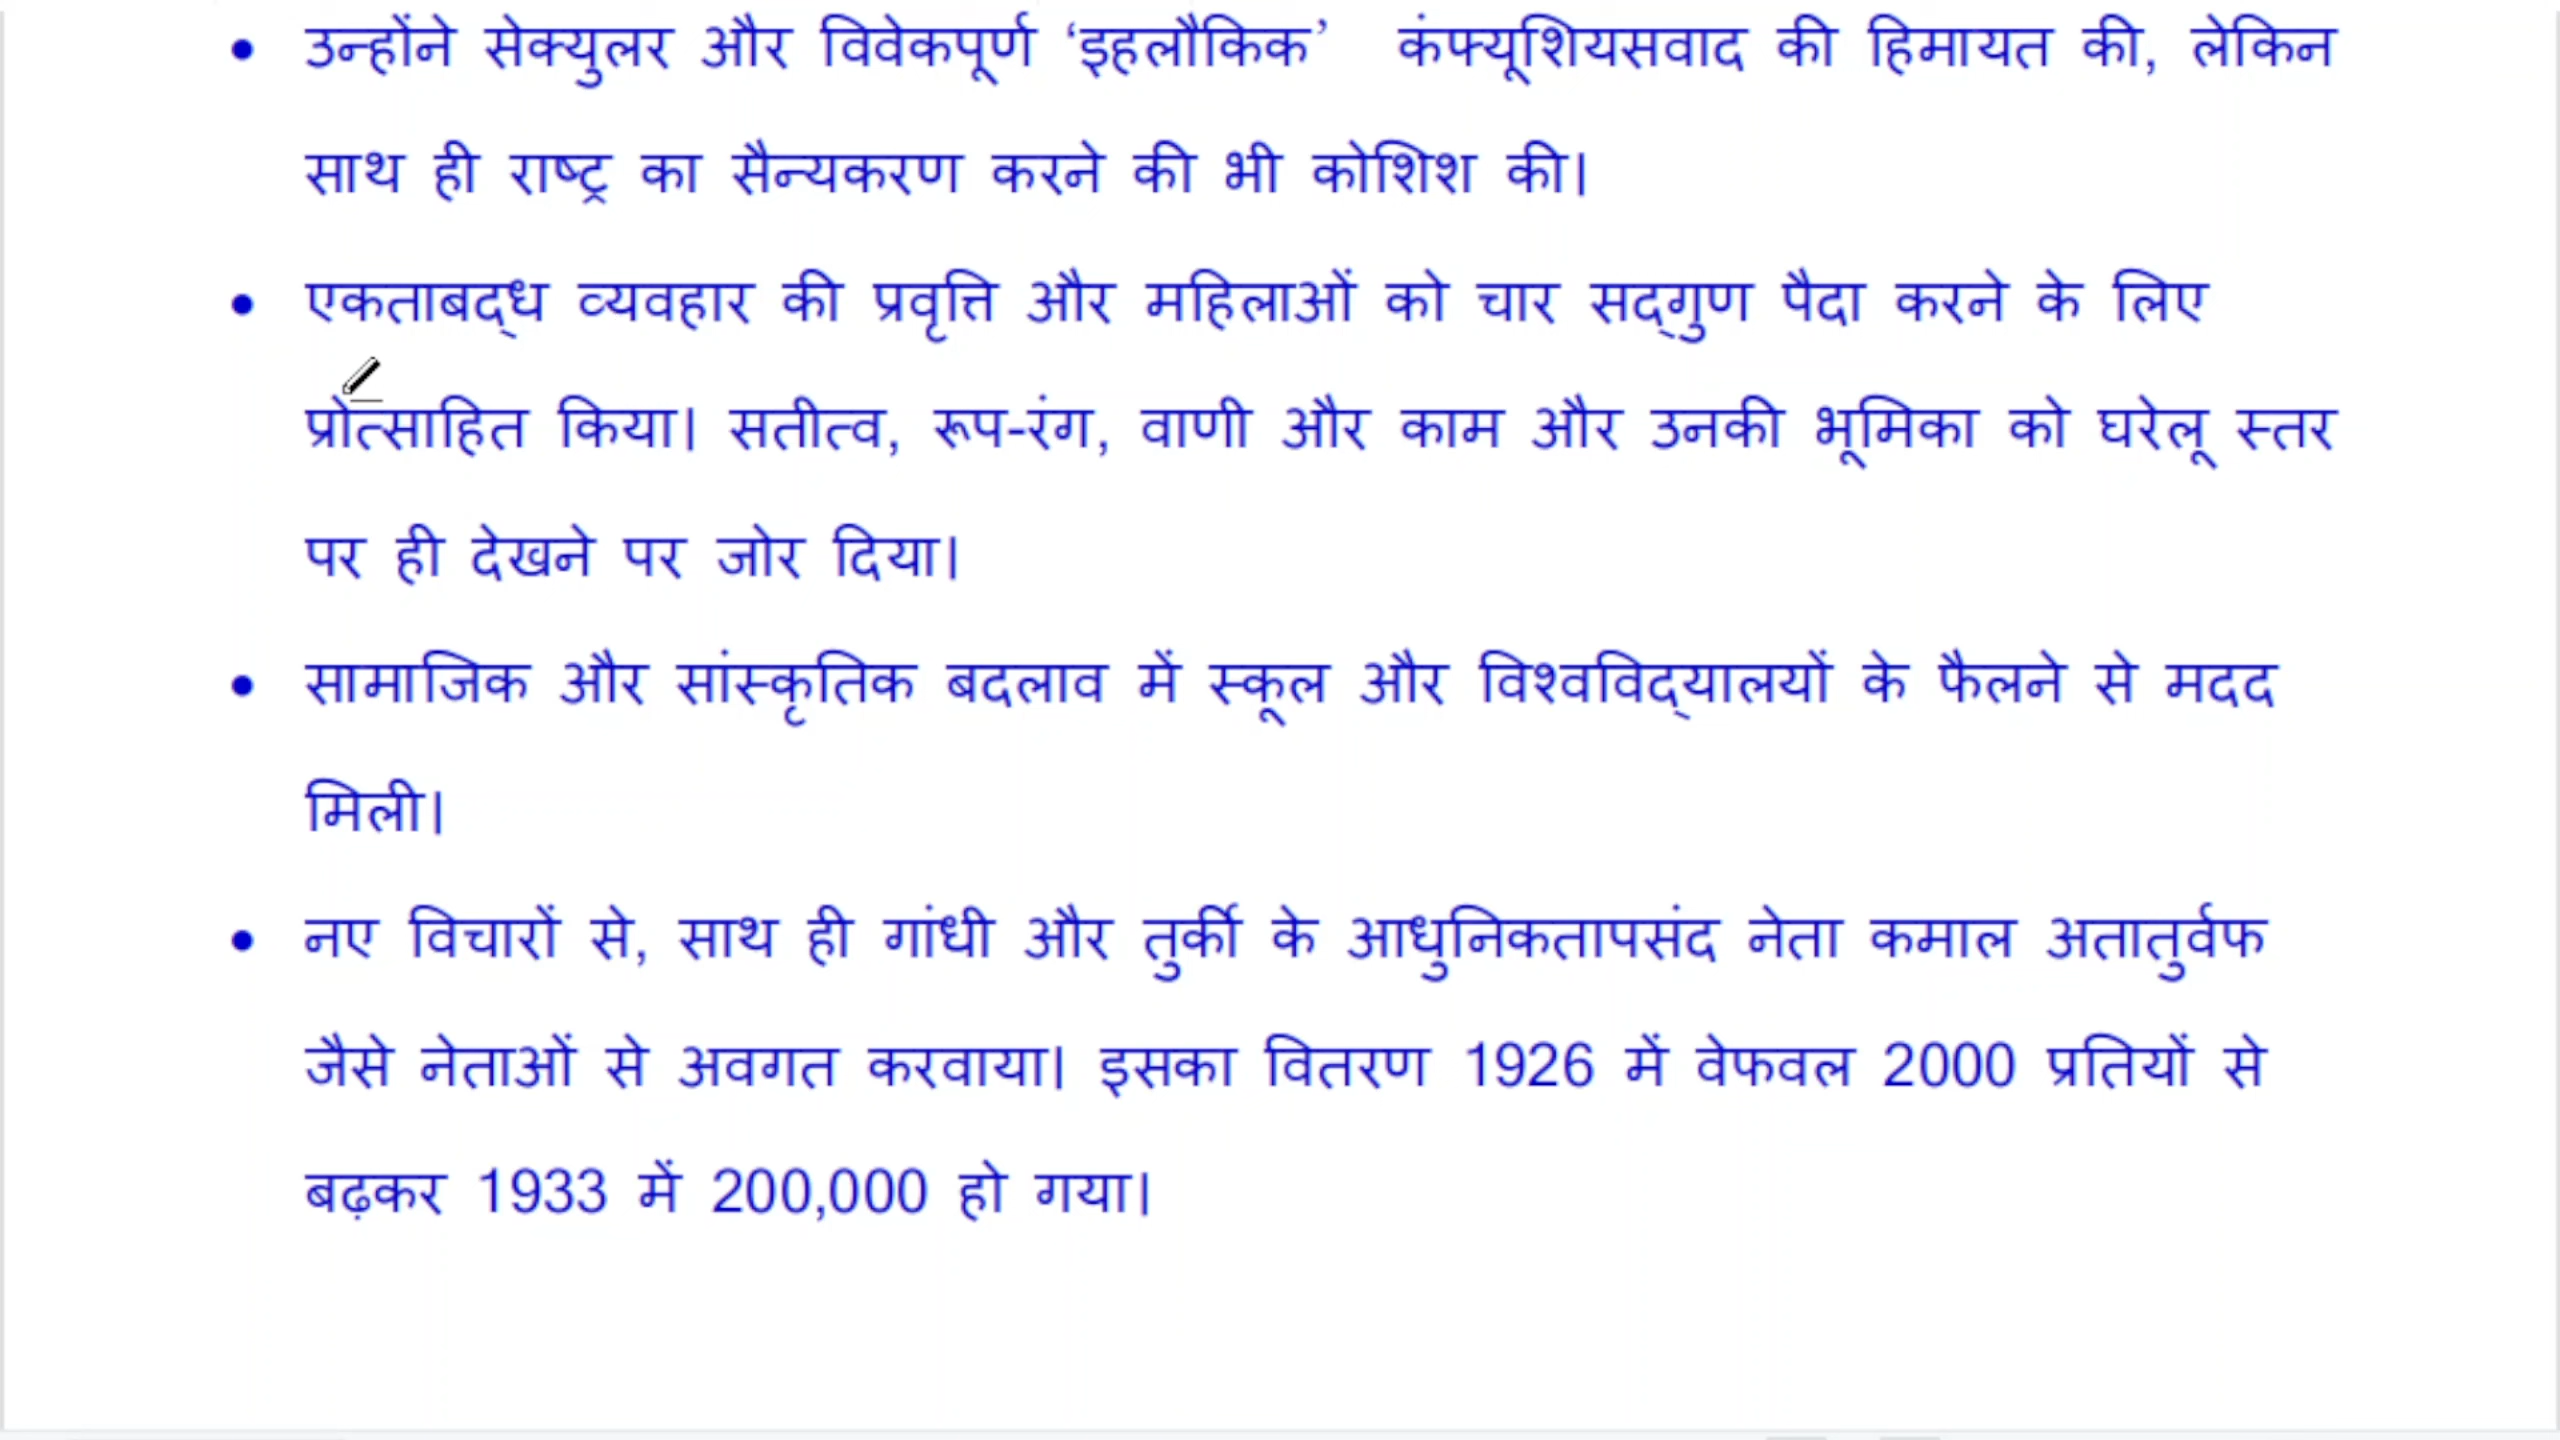 • उन्होंने सेक्युलर और विवेकपूर्ण ‘इहलौकिक’ कंफ्यूशियसवाद की हिमायत की, लेकिन
साथ ही राष्ट्र का सैन्यकरण करने की भी कोशिश की।
• एकताबद्ध व्यवहार की प्रवृत्ति और महिलाओं को चार सद्गुण पैदा करने के लिए
प्रोत्साहित किया। सतीत्व, रूप-रंग, वाणी और काम और उनकी भूमिका को घरेलू स्तर
पर ही देखने पर जोर दिया।
• सामाजिक और सांस्कृतिक बदलाव में स्कूल और विश्वविद्यालयों के फैलने से मदद
मिली।
• नए विचारों से, साथ ही गांधी और तुर्की के आधुनिकतापसंद नेता कमाल अतातुर्वफ
जैसे नेताओं से अवगत करवाया। इसका वितरण 1926 में वेफवल 2000 प्रतियों से
बढ़कर 1933 में 200,000 हो गया।